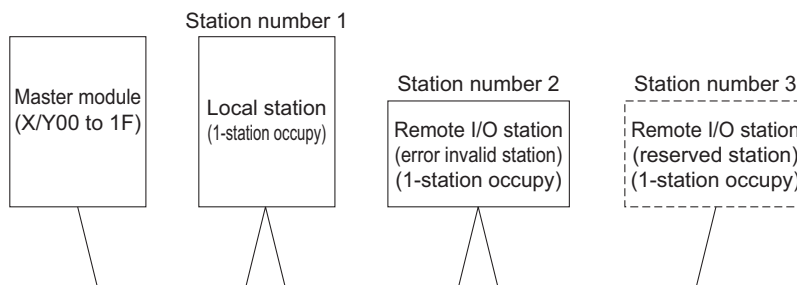 Station number 1
Master module
(X/Y00 to 1F)
Local station
(1-station occupy)
Station number 2
Remote I/O station
(error invalid station)
(1-station occupy)
Station number 3
Remote I/O station
(reserved station)
(1-station occupy)